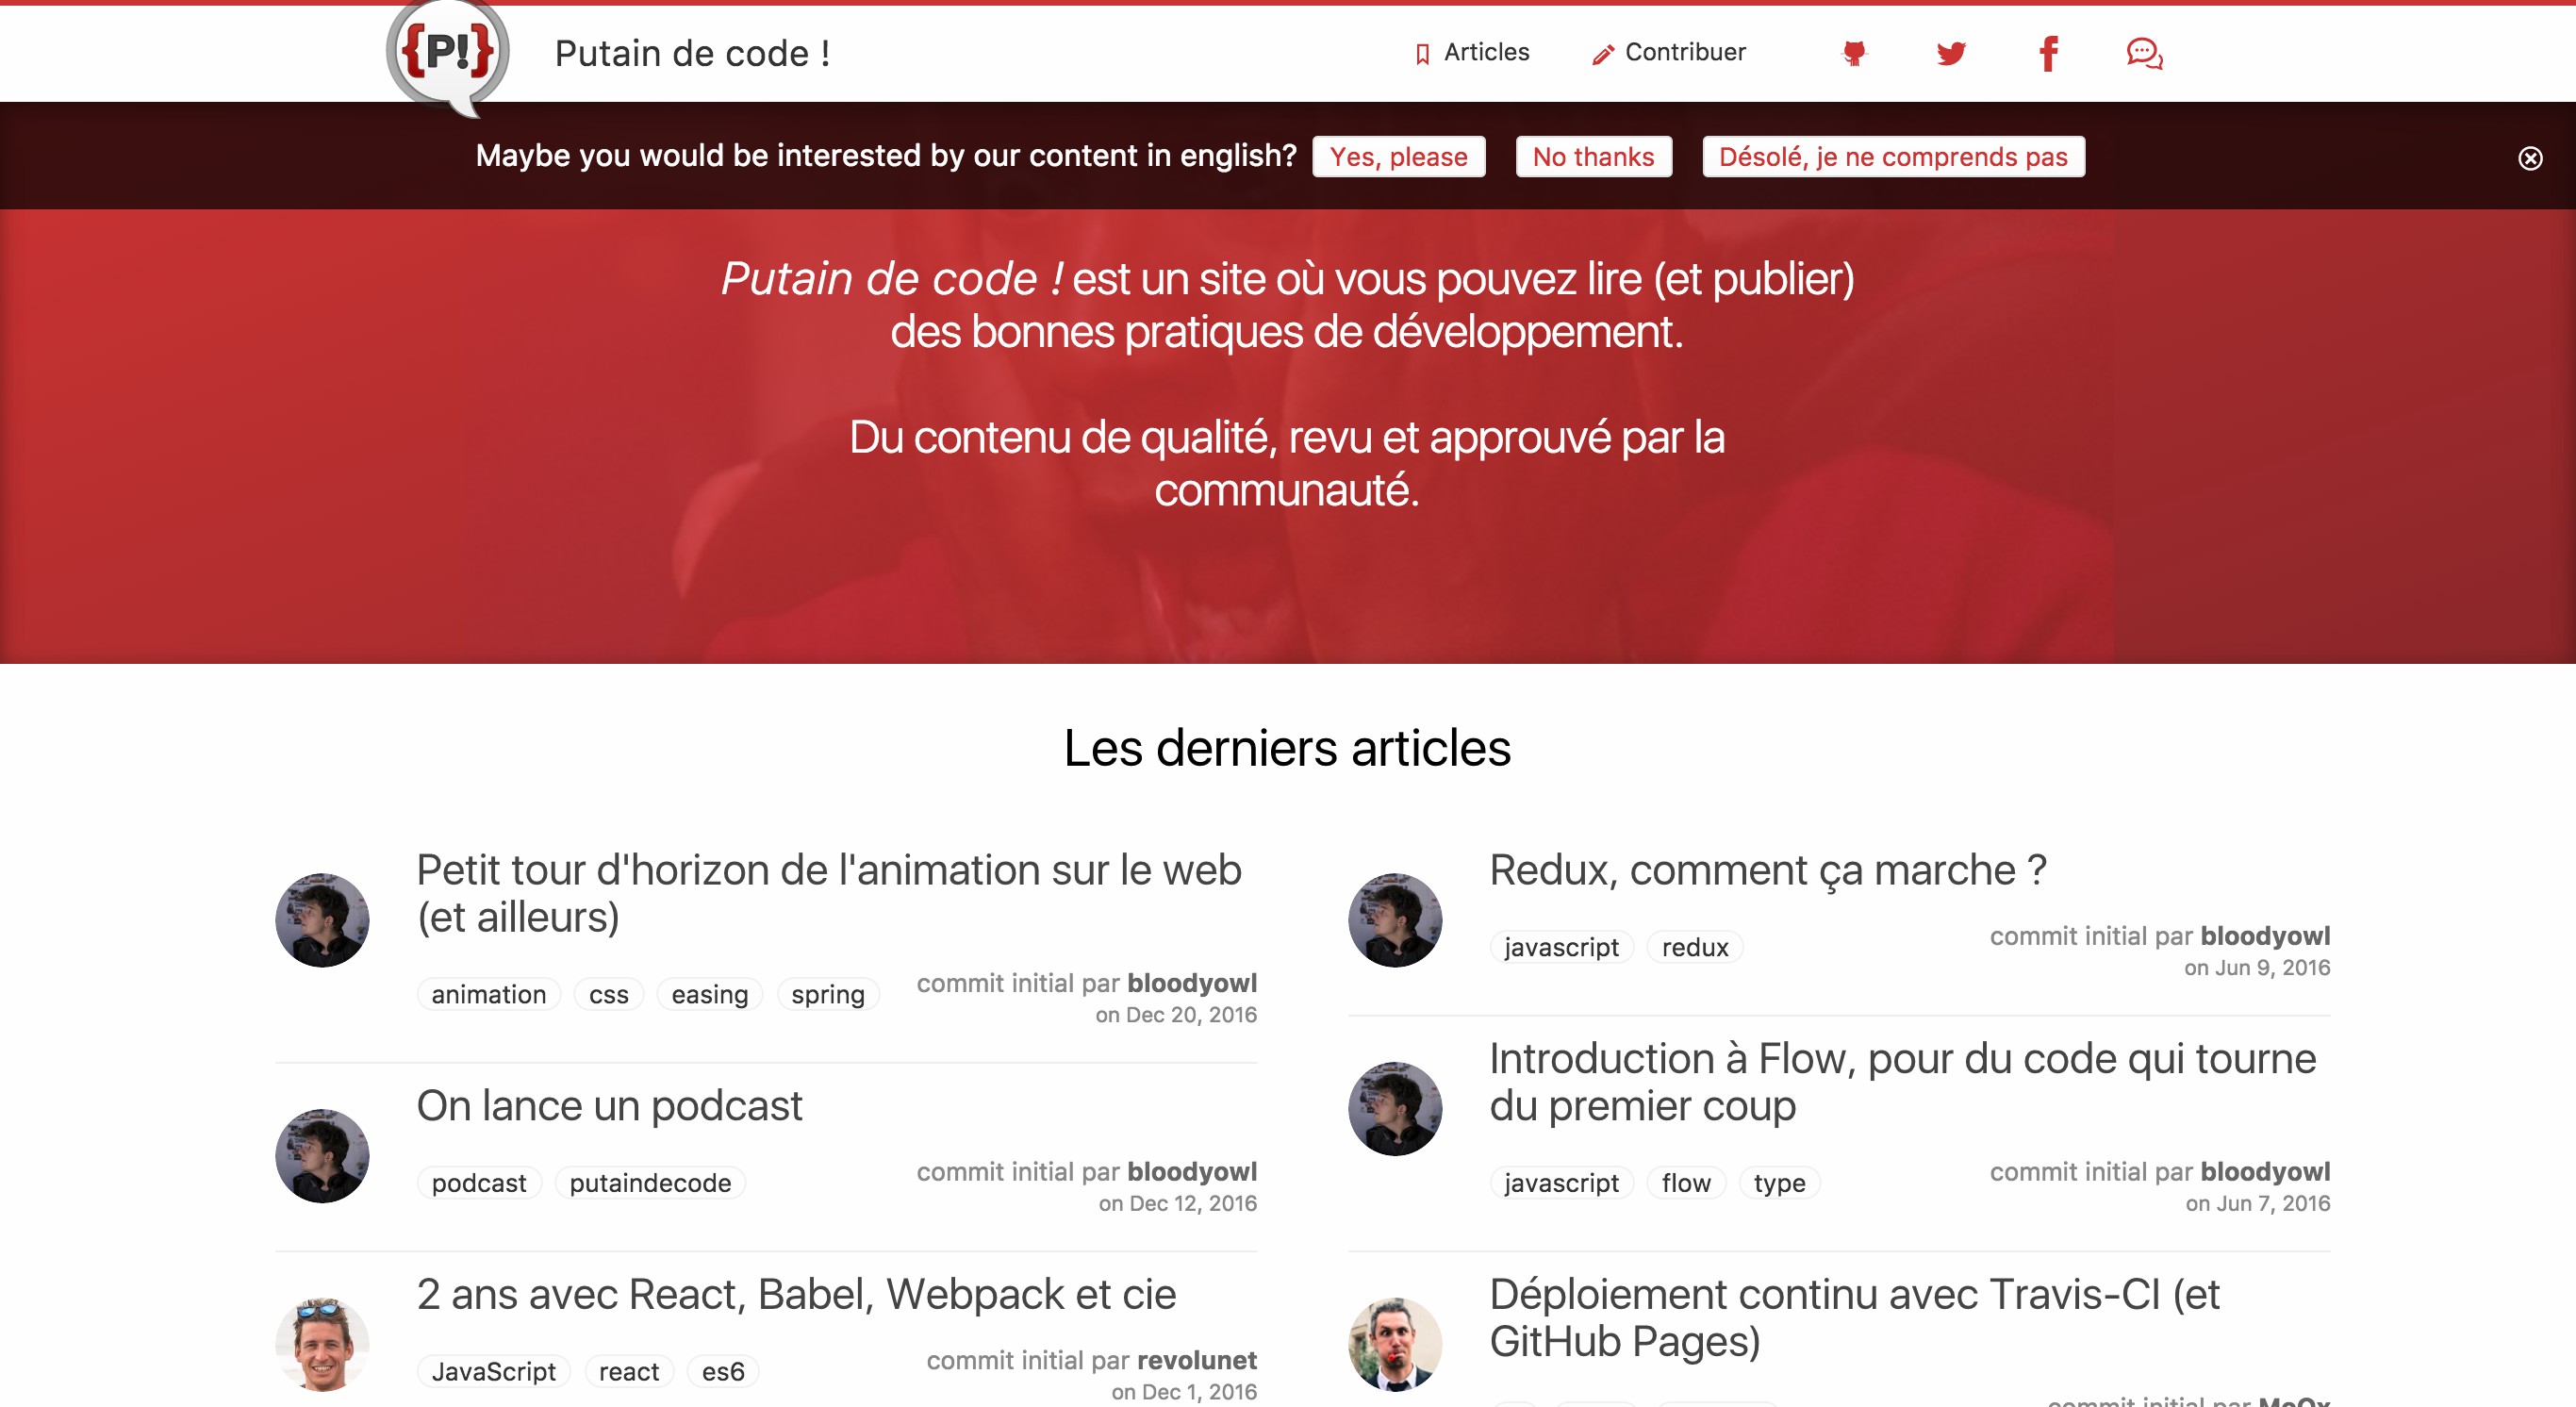 {P!}
Putain de code !
Articles
Contribuer
Maybe you would be interested by our content in english?
Yes, please
No thanks
Désolé, je ne comprends pas
Putain de code ! est un site où vous pouvez lire (et publier)
des bonnes pratiques de développement.
Du contenu de qualité, revu et approuvé par la
communauté.
Les derniers articles
Petit tour d'horizon de l'animation sur le web
(et ailleurs)
animation css easing spring
commit initial par bloodyowl
on Dec 20, 2016
On lance un podcast
podcast putaindecode
commit initial par bloodyowl
on Dec 12, 2016
2 ans avec React, Babel, Webpack et cie
JavaScript react es6
commit initial par revolunet
on Dec 1, 2016
Redux, comment ça marche ?
javascript redux
commit initial par bloodyowl
on Jun 9, 2016
Introduction à Flow, pour du code qui tourne
du premier coup
javascript flow type
commit initial par bloodyowl
on Jun 7, 2016
Déploiement continu avec Travis-CI (et
GitHub Pages)
commit initial par MoOx